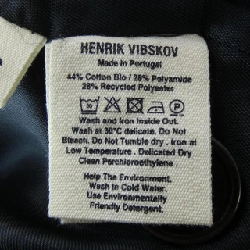 HENRIK VIBSKOV
Made in Portugal
44% Cotton Bio / 28% Polyamide
28% Recycled Polyester
Wash and Iron Inside Out
Wash at 30°C delicate. Do Not
Bleach. Do Not Tumble dry . Iron at
Low Temperature . Delicated Dry
Clean Perchloroethylene
Help The Environment.
Wash in Cold Water.
Use Environmentally
Friendly Detergent.